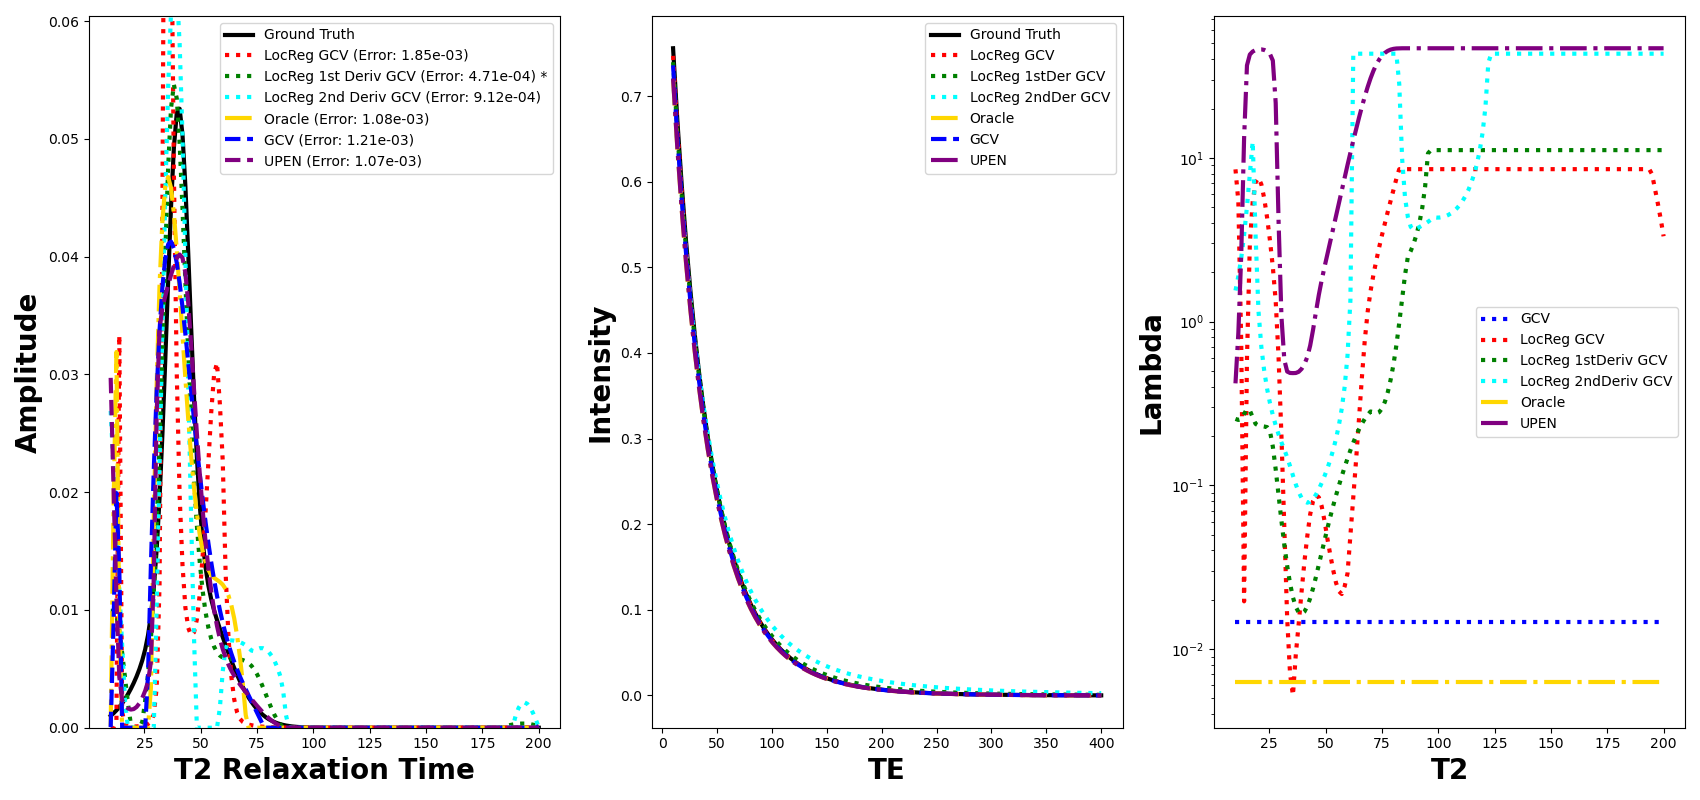 0.06
0.05
0.04
0.03
0.02
0.01
0.00
Amplitude
Ground Truth
LocReg GCV (Error: 1.85e-03)
LocReg 1st Deriv GCV (Error: 4.71e-04) *
LocReg 2nd Deriv GCV (Error: 9.12e-04)
Oracle (Error: 1.08e-03)
GCV (Error: 1.21e-03)
UPEN (Error: 1.07e-03)
25 50 75 100 125 150 175 200
T2 Relaxation Time
0.7
0.6
0.5
0.4
0.3
0.2
0.1
0.0
Intensity
Ground Truth
LocReg GCV
LocReg 1stDer GCV
LocReg 2ndDer GCV
Oracle
GCV
UPEN
0 50 100 150 200 250 300 350 400
TE
10¹
10⁰
10⁻¹
10⁻²
Lambda
GCV
LocReg GCV
LocReg 1stDeriv GCV
LocReg 2ndDeriv GCV
Oracle
UPEN
25 50 75 100 125 150 175 200
T2